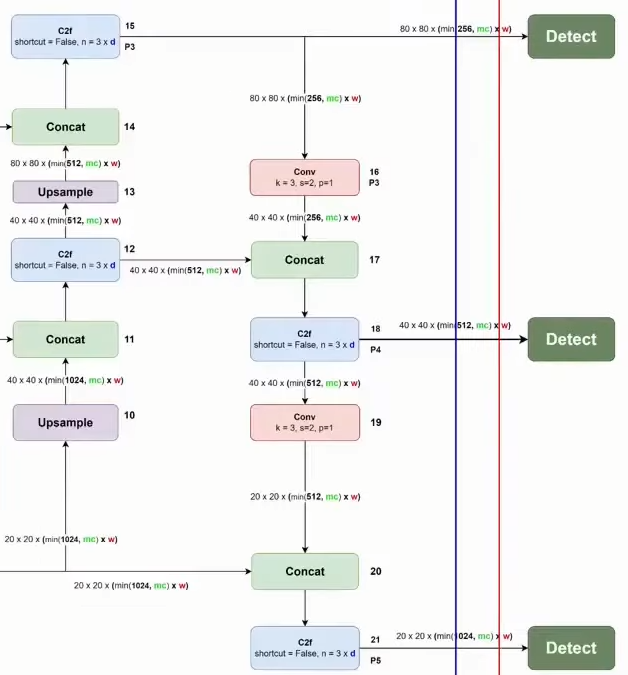 C2f
shortcut = False, n = 3 x d
15
P3
80 x 80 x (min(256, mc) x w)
Detect
80 x 80 x (min(256, mc) x w)
Concat
14
80 x 80 x (min(512, mc) x w)
Conv
k = 3, s=2, p=1
16
P3
Upsample
13
40 x 40 x (min(512, mc) x w)
40 x 40 x (min(256, mc) x w)
C2f
shortcut = False, n = 3 x d
12
40 x 40 x (min(512, mc) x w)
Concat
17
Concat
11
C2f
shortcut = False, n = 3 x d
18
P4
40 x 40 x (min(512, mc) x w)
Detect
40 x 40 x (min(1024, mc) x w)
40 x 40 x (min(512, mc) x w)
Upsample
10
Conv
k = 3, s=2, p=1
19
20 x 20 x (min(512, mc) x w)
20 x 20 x (min(1024, mc) x w)
20 x 20 x (min(1024, mc) x w)
Concat
20
C2f
shortcut = False, n = 3 x d
21
P5
20 x 20 x (min(1024, mc) x w)
Detect